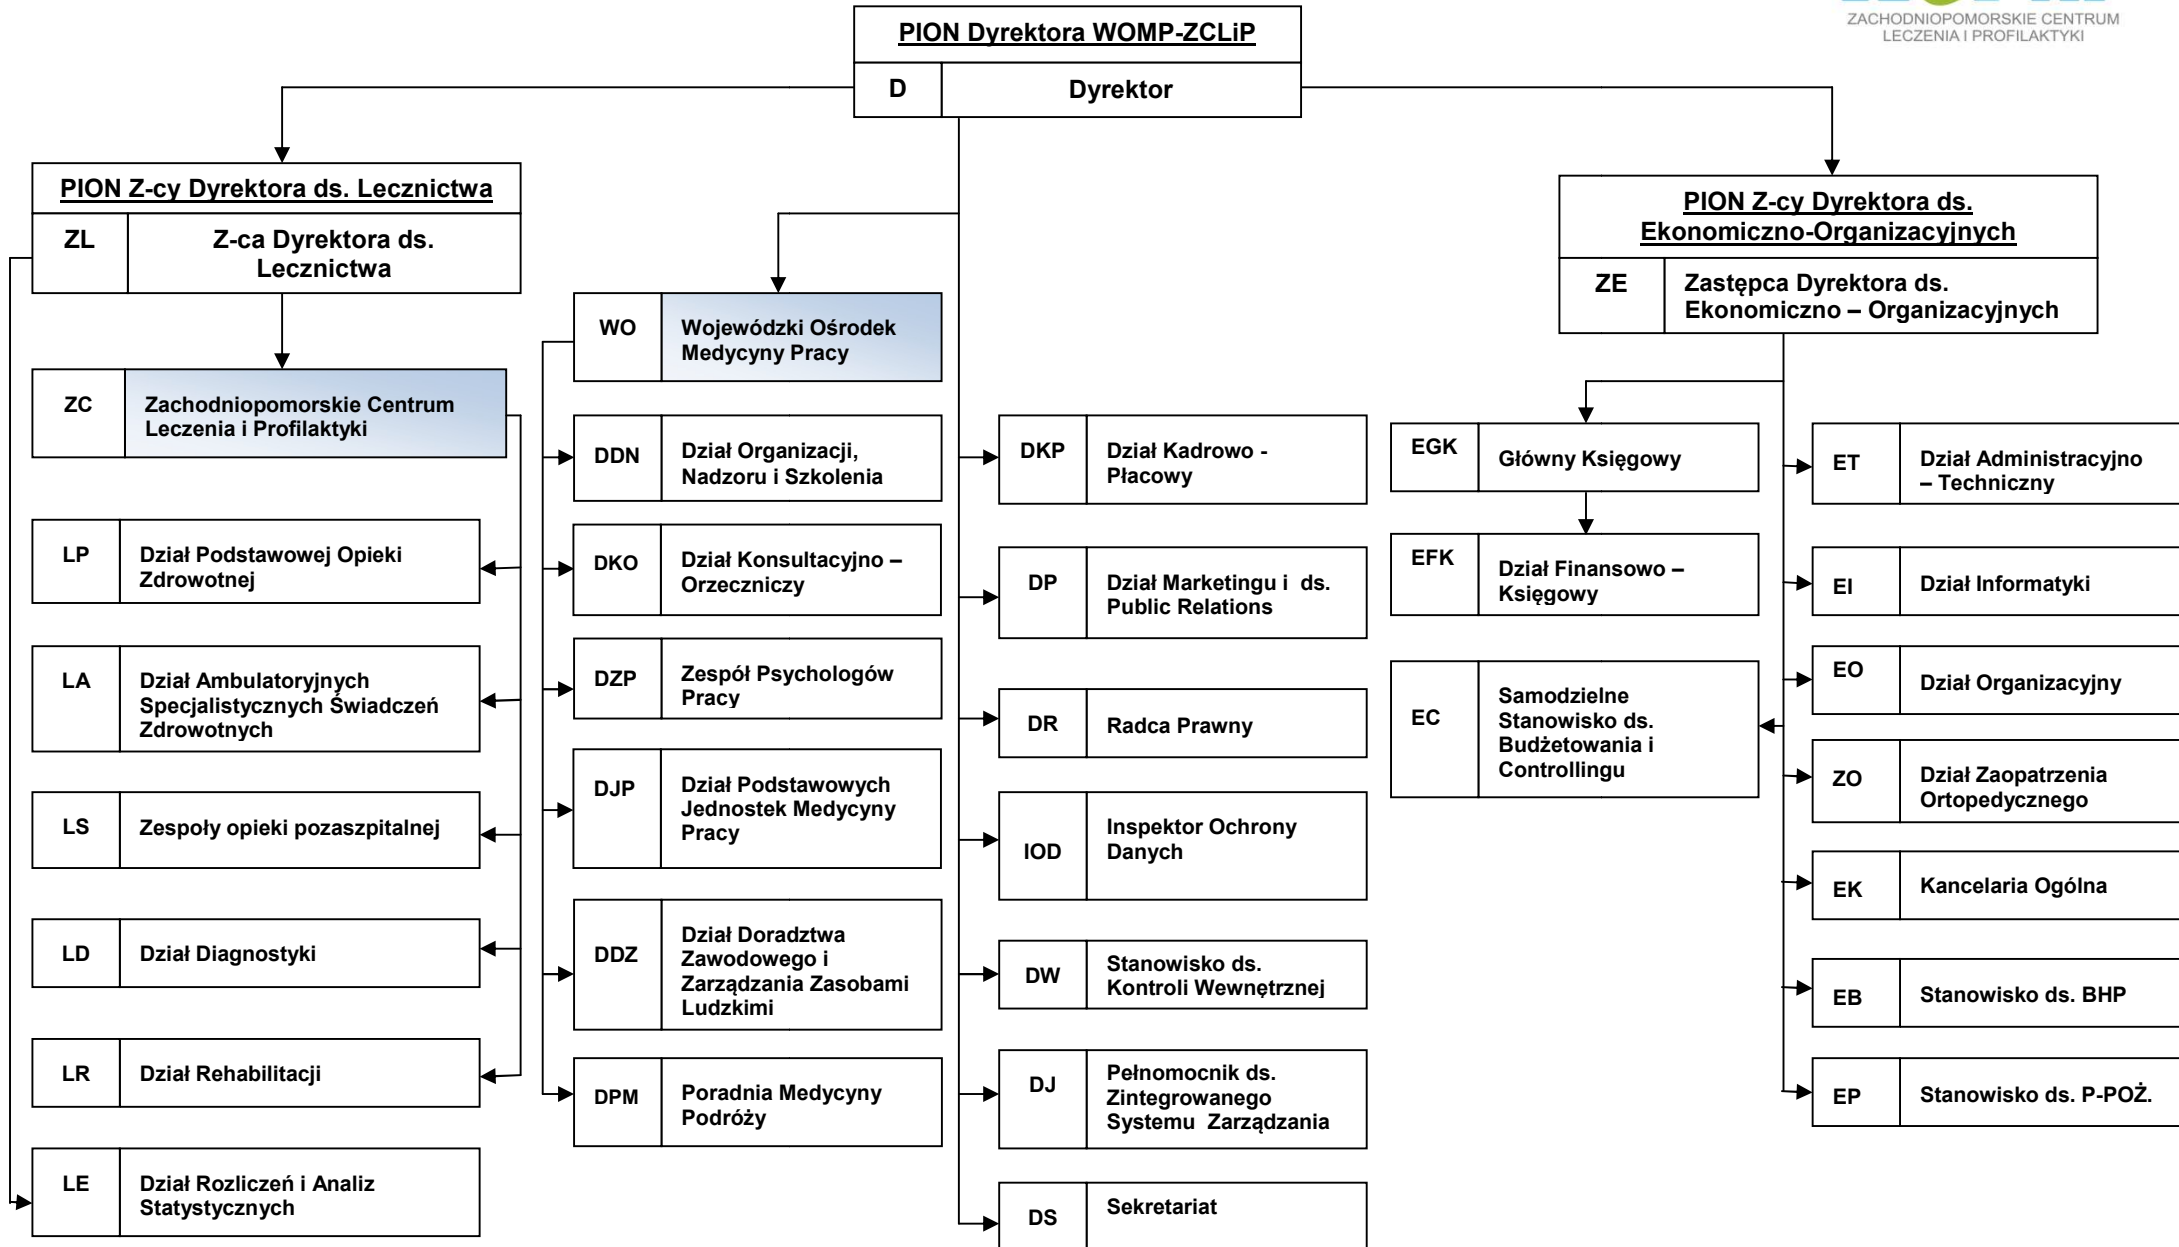 ZACHODNIOPOMORSKIE CENTRUM
LECZENIA I PROFILAKTYKI
PION Dyrektora WOMP-ZCLiP
D Dyrektor
PION Z-cy Dyrektora ds. Lecznictwa
ZL Z-ca Dyrektora ds.
Lecznictwa
ZC Zachodniopomorskie Centrum
Leczenia i Profilaktyki
LP Dział Podstawowej Opieki
Zdrowotnej
LA Dział Ambulatoryjnych
Specjalistycznych Świadczeń
Zdrowotnych
LS Zespoły opieki pozaszpitalnej
LD Dział Diagnostyki
LR Dział Rehabilitacji
LE Dział Rozliczeń i Analiz
Statystycznych
WO Wojewódzki Ośrodek
Medycyny Pracy
DDN Dział Organizacji,
Nadzoru i Szkolenia
DKO Dział Konsultacyjno –
Orzeczniczy
DZP Zespół Psychologów
Pracy
DJP Dział Podstawowych
Jednostek Medycyny
Pracy
DDZ Dział Doradztwa
Zawodowego i
Zarządzania Zasobami
Ludzkimi
DPM Poradnia Medycyny
Podróży
DKP Dział Kadrowo -
Płacowy
DP Dział Marketingu i ds.
Public Relations
DR Radca Prawny
IOD Inspektor Ochrony
Danych
DW Stanowisko ds.
Kontroli Wewnętrznej
DJ Pełnomocnik ds.
Zintegrowanego
Systemu Zarządzania
DS Sekretariat
PION Z-cy Dyrektora ds.
Ekonomiczno-Organizacyjnych
ZE Zastępca Dyrektora ds.
Ekonomiczno – Organizacyjnych
EGK Główny Księgowy
EFK Dział Finansowo –
Księgowy
EC Samodzielne
Stanowisko ds.
Budżetowania i
Controllingu
ET Dział Administracyjno
– Techniczny
EI Dział Informatyki
EO Dział Organizacyjny
ZO Dział Zaopatrzenia
Ortopedycznego
EK Kancelaria Ogólna
EB Stanowisko ds. BHP
EP Stanowisko ds. P-POŻ.